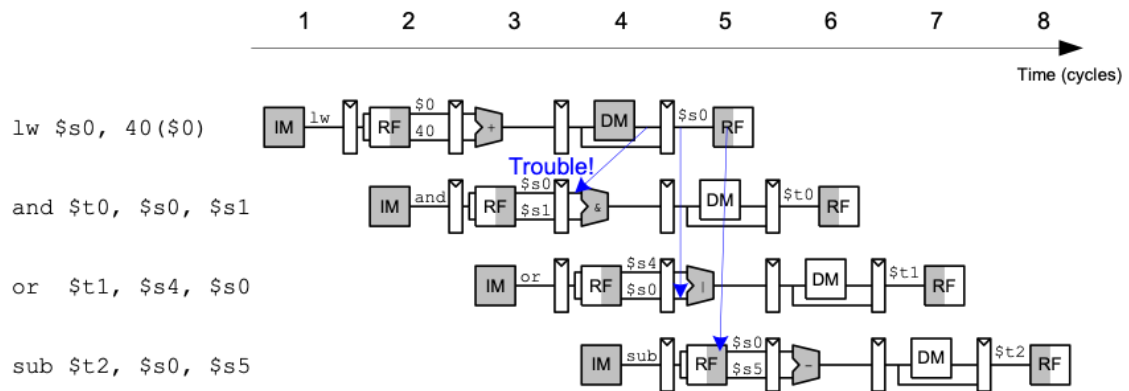 1 2 3 4 5 6 7 8
Time (cycles)
lw $s0, 40($0)
IM lw RF $0 40 + DM $s0 RF
Trouble!
and $t0, $s0, $s1
IM and RF $s0 $s1 & DM $t0 RF
or $t1, $s4, $s0
IM or RF $s4 $s0 | DM $t1 RF
sub $t2, $s0, $s5
IM sub RF $s0 $s5 - DM $t2 RF